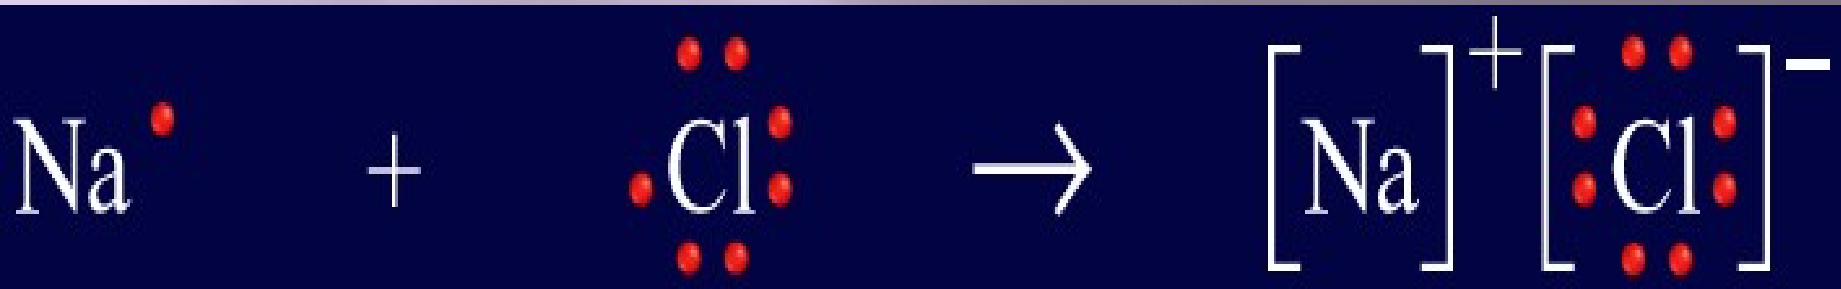 Na + Cl → [Na]⁺ [Cl]⁻